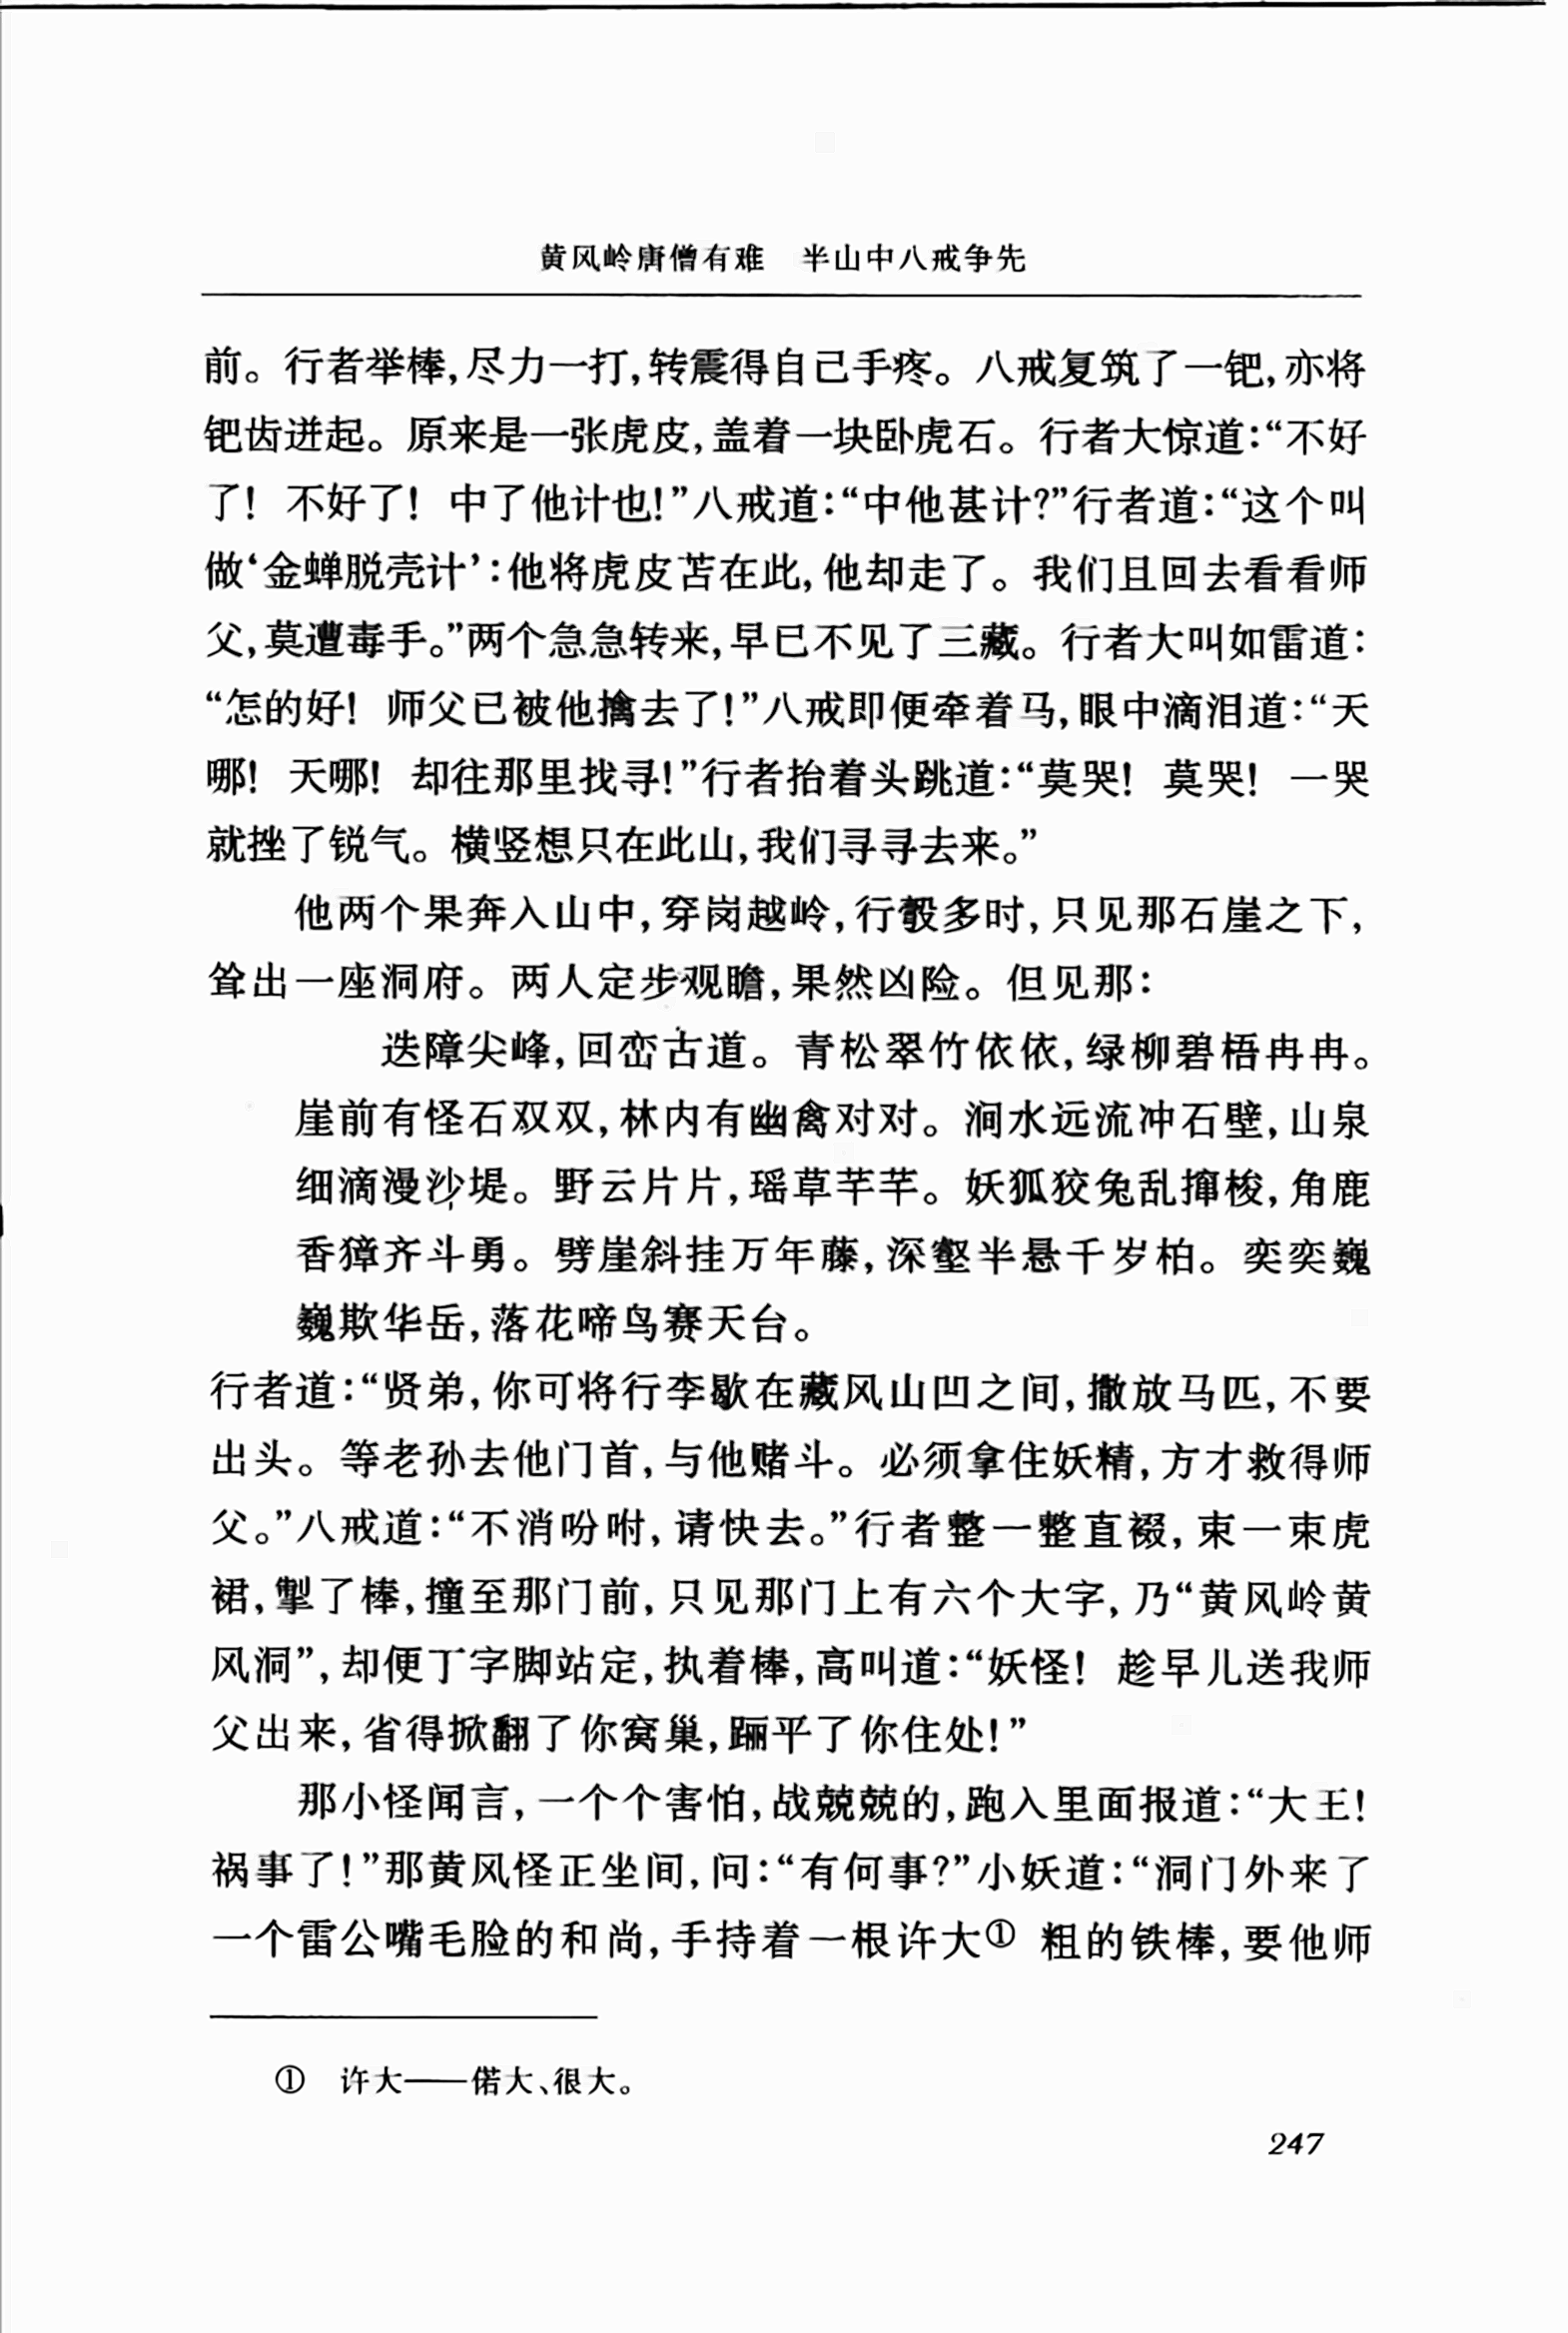 黄风岭唐僧有难　半山中八戒争先
前。行者举棒,尽力一打,转震得自己手疼。八戒复筑了一钯,亦将
钯齿迸起。原来是一张虎皮,盖着一块卧虎石。行者大惊道:“不好
了! 不好了! 中了他计也!”八戒道:“中他甚计?”行者道:“这个叫
做‘金蝉脱壳计’:他将虎皮苫在此,他却走了。我们且回去看看师
父,莫遭毒手。”两个急急转来,早已不见了三藏。行者大叫如雷道:
“怎的好! 师父已被他擒去了!”八戒即便牵着马,眼中滴泪道:“天
哪! 天哪! 却往那里找寻!”行者抬着头跳道:“莫哭! 莫哭! 一哭
就挫了锐气。横竖想只在此山,我们寻寻去来。”
他两个果奔入山中,穿岗越岭,行彀多时,只见那石崖之下,
耸出一座洞府。两人定步观瞻,果然凶险。但见那:
迭障尖峰,回峦古道。青松翠竹依依,绿柳碧梧冉冉。
崖前有怪石双双,林内有幽禽对对。涧水远流冲石壁,山泉
细滴漫沙堤。野云片片,瑶草芊芊。妖狐狡兔乱撺梭,角鹿
香獐齐斗勇。劈崖斜挂万年藤,深壑半悬千岁柏。奕奕巍
巍欺华岳,落花啼鸟赛天台。
行者道:“贤弟,你可将行李歇在藏风山凹之间,撒放马匹,不要
出头。等老孙去他门首,与他赌斗。必须拿住妖精,方才救得师
父。”八戒道:“不消吩咐,请快去。”行者整一整直裰,束一束虎
裙,掣了棒,撞至那门前,只见那门上有六个大字,乃“黄风岭黄
风洞”,却便丁字脚站定,执着棒,高叫道:“妖怪! 趁早儿送我师
父出来,省得掀翻了你窝巢,𮝴平了你住处!”
那小怪闻言,一个个害怕,战兢兢的,跑入里面报道:“大王!
祸事了!”那黄风怪正坐间,问:“有何事?”小妖道:“洞门外来了
一个雷公嘴毛脸的和尚,手持着一根许大① 粗的铁棒,要他师
① 许大——偌大、很大。
247